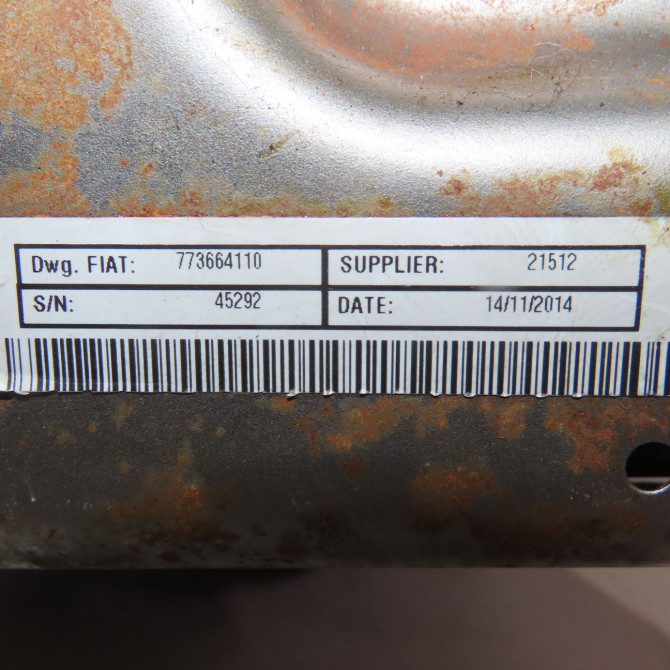 Dwg. FIAT: 773664110 SUPPLIER: 21512
S/N: 45292 DATE: 14/11/2014